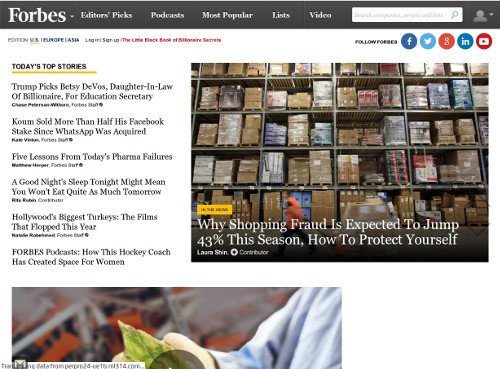 Forbes
Editors' Picks
Podcasts
Most Popular
Lists
Video
Search companies, people and lists
EDITION: U.S. | EUROPE | ASIA
Log in | Sign up | The Little Black Book of Billionaire Secrets
FOLLOW FORBES
TODAY'S TOP STORIES
Trump Picks Betsy DeVos, Daughter-In-Law
Of Billionaire, For Education Secretary
Chase Peterson-Withorn, Forbes Staff
Koum Sold More Than Half His Facebook
Stake Since WhatsApp Was Acquired
Kate Vinton, Forbes Staff
Five Lessons From Today's Pharma Failures
Matthew Herper, Forbes Staff
A Good Night's Sleep Tonight Might Mean
You Won't Eat Quite As Much Tomorrow
Rita Rubin, Contributor
Hollywood's Biggest Turkeys: The Films
That Flopped This Year
Natalie Robehmed, Forbes Staff
FORBES Podcasts: How This Hockey Coach
Has Created Space For Women
IN THE NEWS
Why Shopping Fraud Is Expected To Jump
43% This Season, How To Protect Yourself
Laura Shin, Contributor
data from perpro24-ue1b.ml314.com...